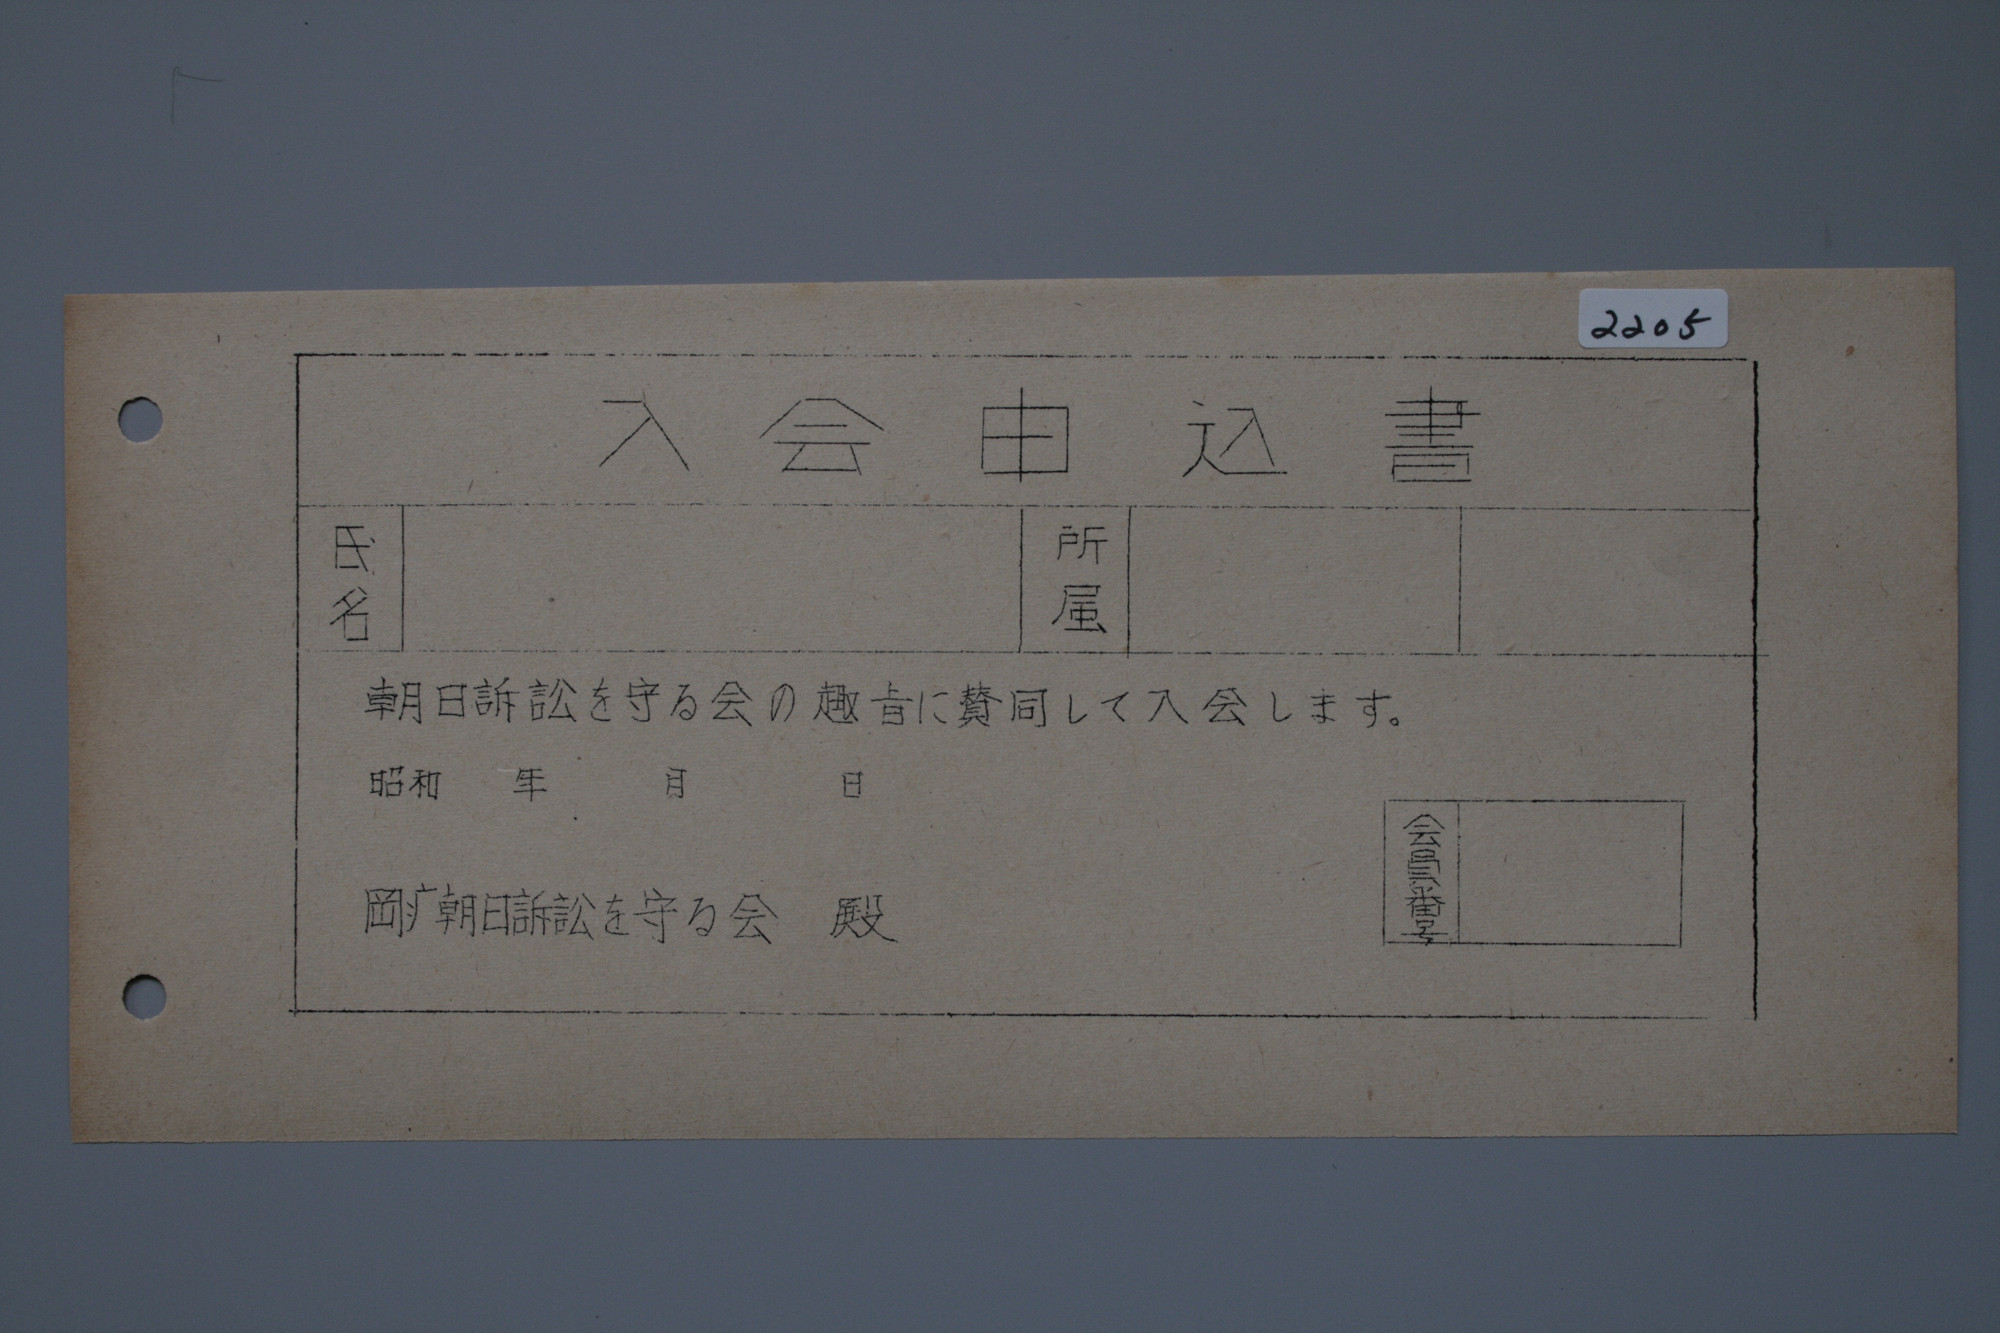 2205
入会申込書
氏名
所属
朝日訴訟を守る会の趣旨に賛同して入会します。
昭和 年 月 日
会員番号
岡疒朝日訴訟を守る会 殿